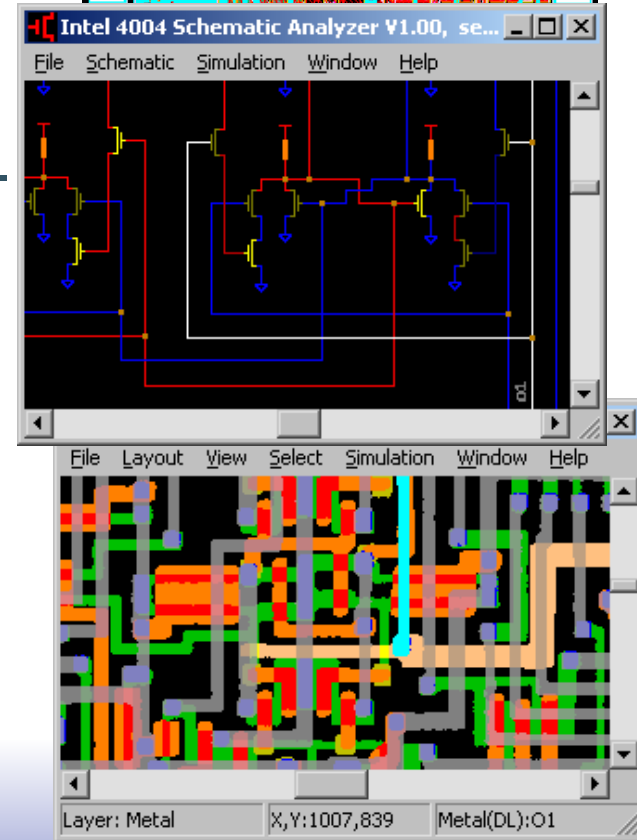 Intel 4004 Schematic Analyzer V1.00, se...
File Schematic Simulation Window Help
o1
File Layout View Select Simulation Window Help
Layer: Metal X,Y:1007,839 Metal(DL):O1